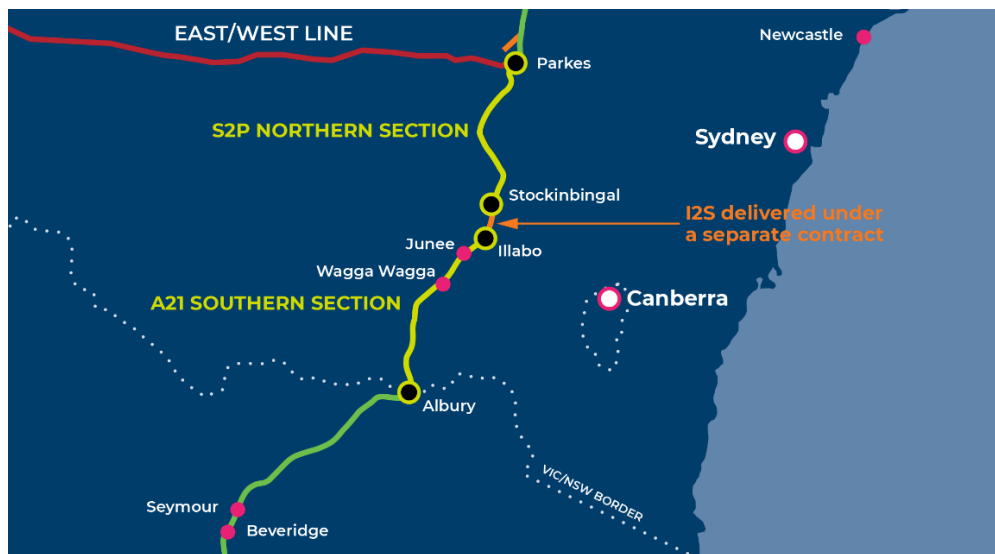 EAST/WEST LINE
Newcastle
Parkes
S2P NORTHERN SECTION
Sydney
Stockinbingal
I2S delivered under
a separate contract
Junee
Illabo
Wagga Wagga
A21 SOUTHERN SECTION
Canberra
Albury
VIC/NSW BORDER
Seymour
Beveridge